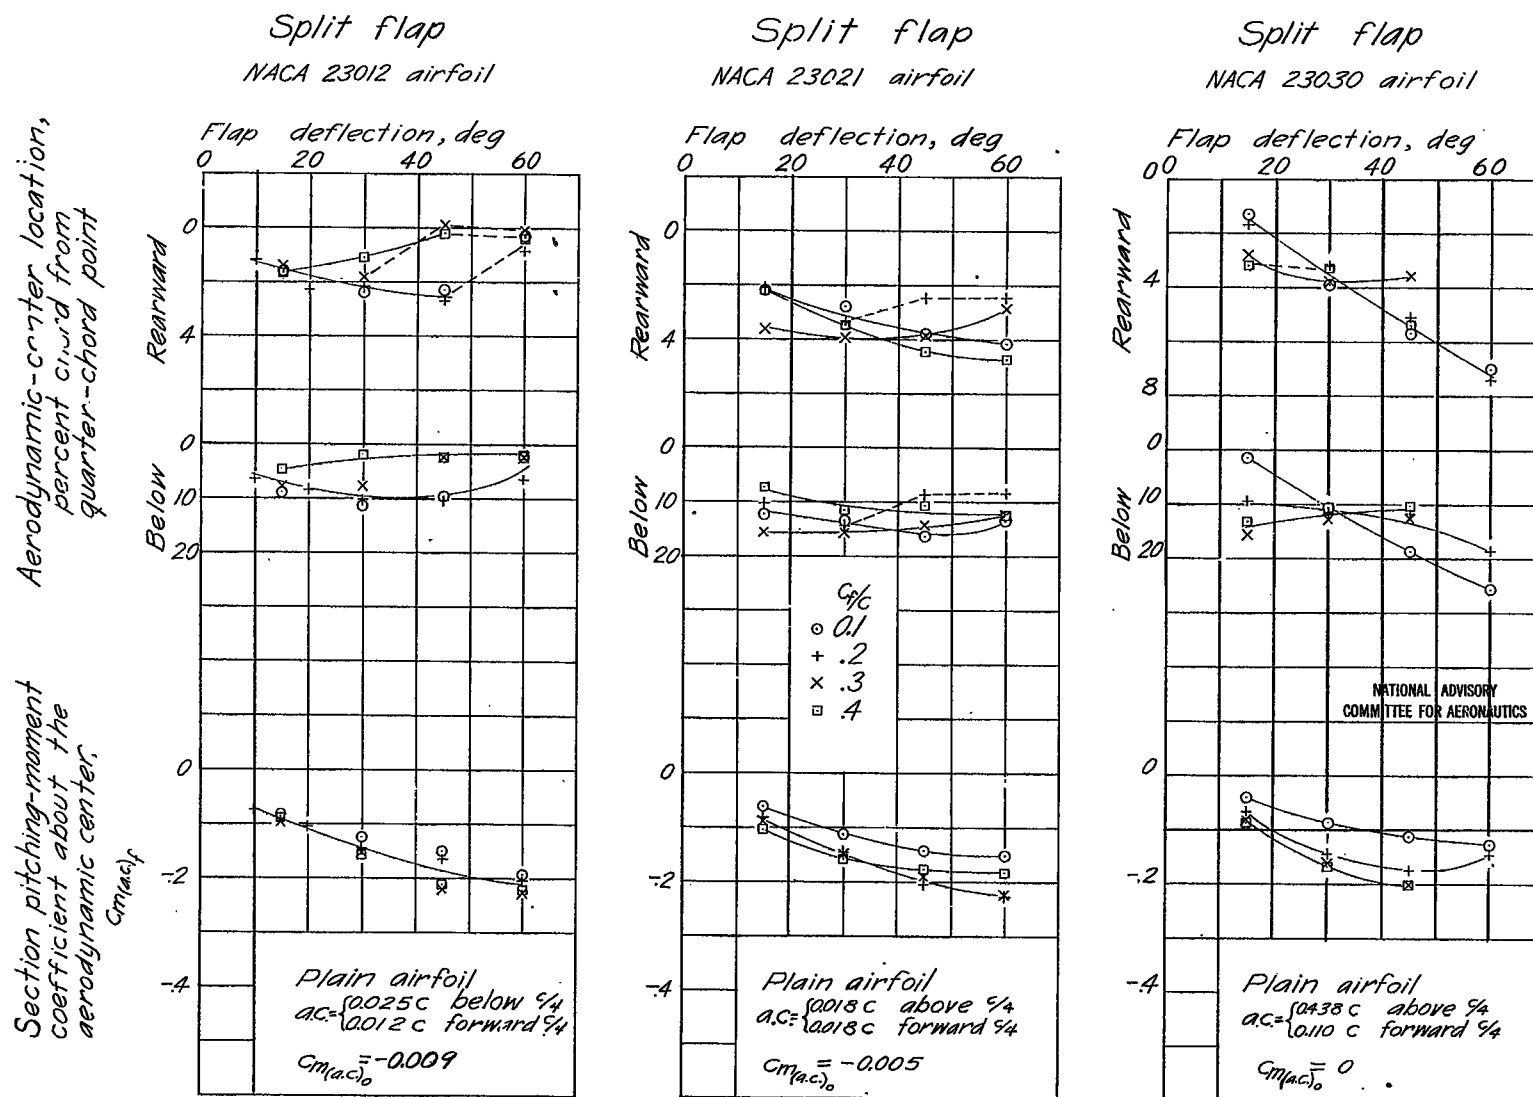 Split flap
NACA 23012 airfoil
Flap deflection, deg
0 20 40 60
Split flap
NACA 23021 airfoil
Flap deflection, deg
0 20 40 60
Split flap
NACA 23030 airfoil
Flap deflection, deg
0 20 40 60
Aerodynamic-center location,
percent chord from
quarter-chord point
Rearward
0
4
Below
0
10
20
Rearward
0
4
Below
0
10
20
Rearward
0
4
8
Below
0
10
20
Cf/c
0.1
.2
.3
.4
NATIONAL ADVISORY
COMMITTEE FOR AERONAUTICS
Section pitching-moment
coefficient about the
aerodynamic center,
Cm(a.c.)f
0
-.2
-.4
0
-.2
-.4
0
-.2
-.4
Plain airfoil
a.c.={0.025c below c/4
0.012c forward c/4
Cm(a.c.)o = -0.009
Plain airfoil
a.c.={0.018c above c/4
0.018c forward c/4
Cm(a.c.)o = -0.005
Plain airfoil
a.c.={0.438c above c/4
0.110c forward c/4
Cm(a.c.)o = 0